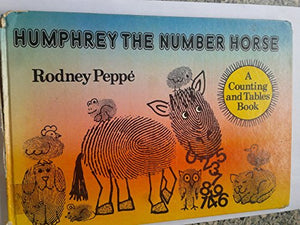 HUMPHREY THE NUMBER HORSE
Rodney Peppé
A
Counting
and Tables
Book